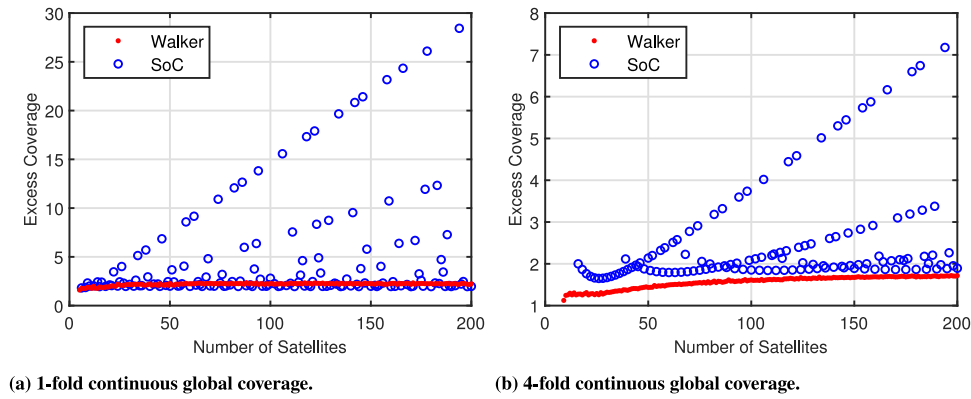 30
25
20
15
10
5
0
Excess Coverage
Walker
SoC
0 50 100 150 200
Number of Satellites
(a) 1-fold continuous global coverage.
8
7
6
5
4
3
2
1
Excess Coverage
Walker
SoC
0 50 100 150 200
Number of Satellites
(b) 4-fold continuous global coverage.